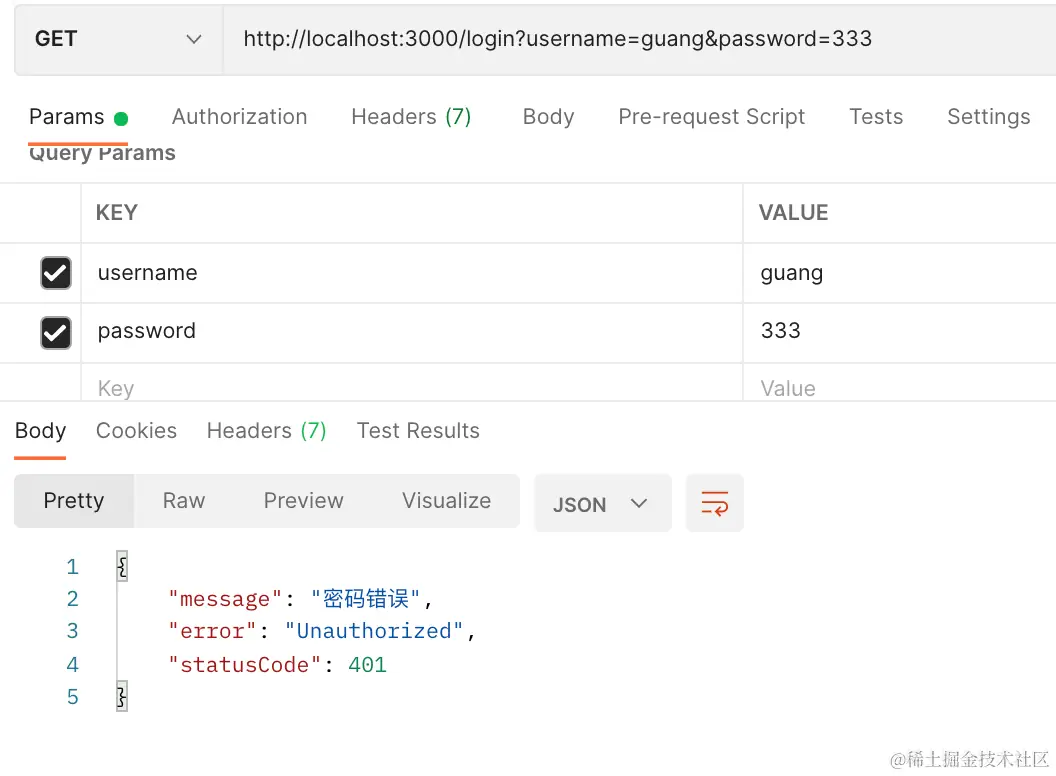 GET http://localhost:3000/login?username=guang&password=333
Params Authorization Headers (7) Body Pre-request Script Tests Settings
Query Params
KEY VALUE
username guang
password 333
Key Value
Body Cookies Headers (7) Test Results
Pretty Raw Preview Visualize JSON
1 {
2 "message": "密码错误",
3 "error": "Unauthorized",
4 "statusCode": 401
5 }
@稀土掘金技术社区